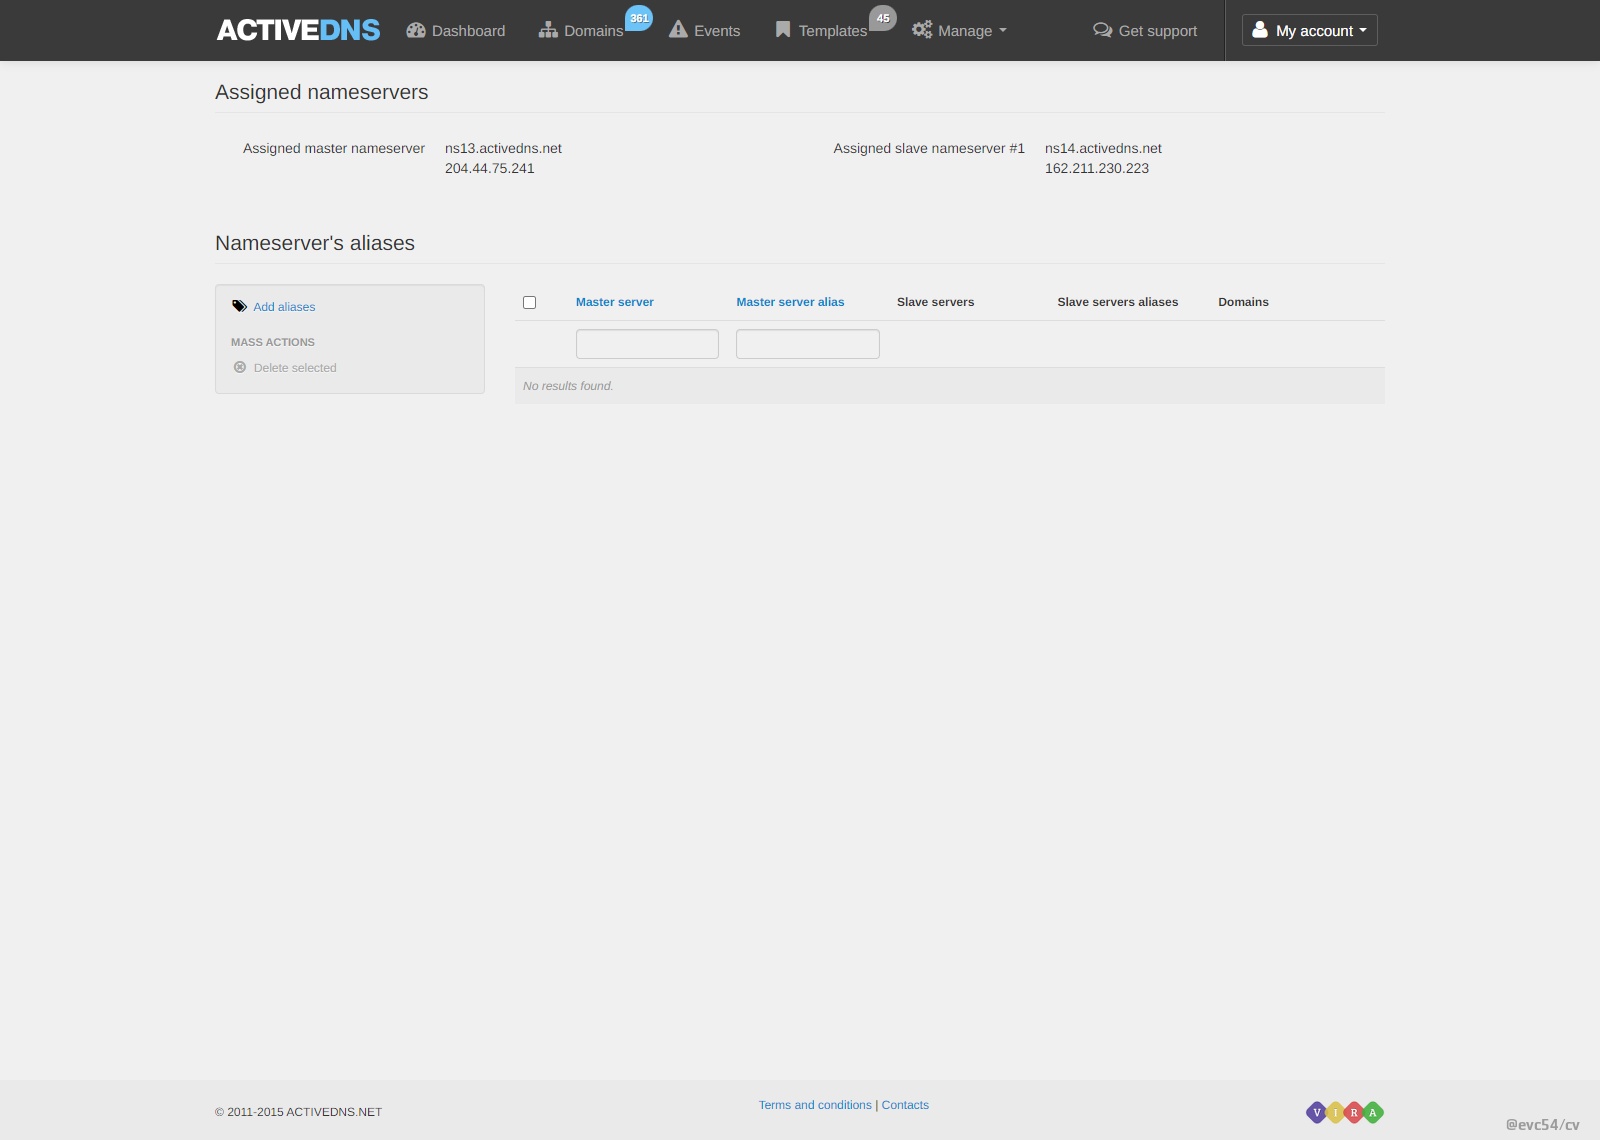 ACTIVEDNS Dashboard Domains 361 Events Templates 45 Manage Get support My account
Assigned nameservers
Assigned master nameserver ns13.activedns.net Assigned slave nameserver #1 ns14.activedns.net
204.44.75.241 162.211.230.223
Nameserver's aliases
Add aliases
MASS ACTIONS
Delete selected
Master server Master server alias Slave servers Slave servers aliases Domains
No results found.
© 2011-2015 ACTIVEDNS.NET Terms and conditions | Contacts VIRA
@evc54/cv